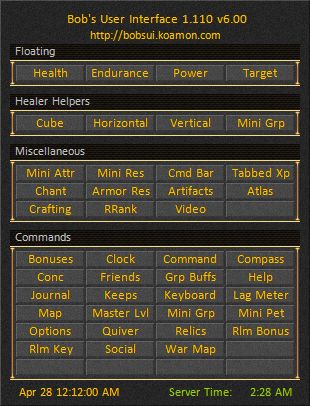 Bob's User Interface 1.110 v6.00
http://bobsui.koamon.com
Floating
Health Endurance Power Target
Healer Helpers
Cube Horizontal Vertical Mini Grp
Miscellaneous
Mini Attr Mini Res Cmd Bar Tabbed Xp
Chant Armor Res Artifacts Atlas
Crafting RRank Video
Commands
Bonuses Clock Command Compass
Conc Friends Grp Buffs Help
Journal Keeps Keyboard Lag Meter
Map Master Lvl Mini Grp Mini Pet
Options Quiver Relics Rlm Bonus
Rlm Key Social War Map
Apr 28 12:12:00 AM Server Time: 2:28 AM